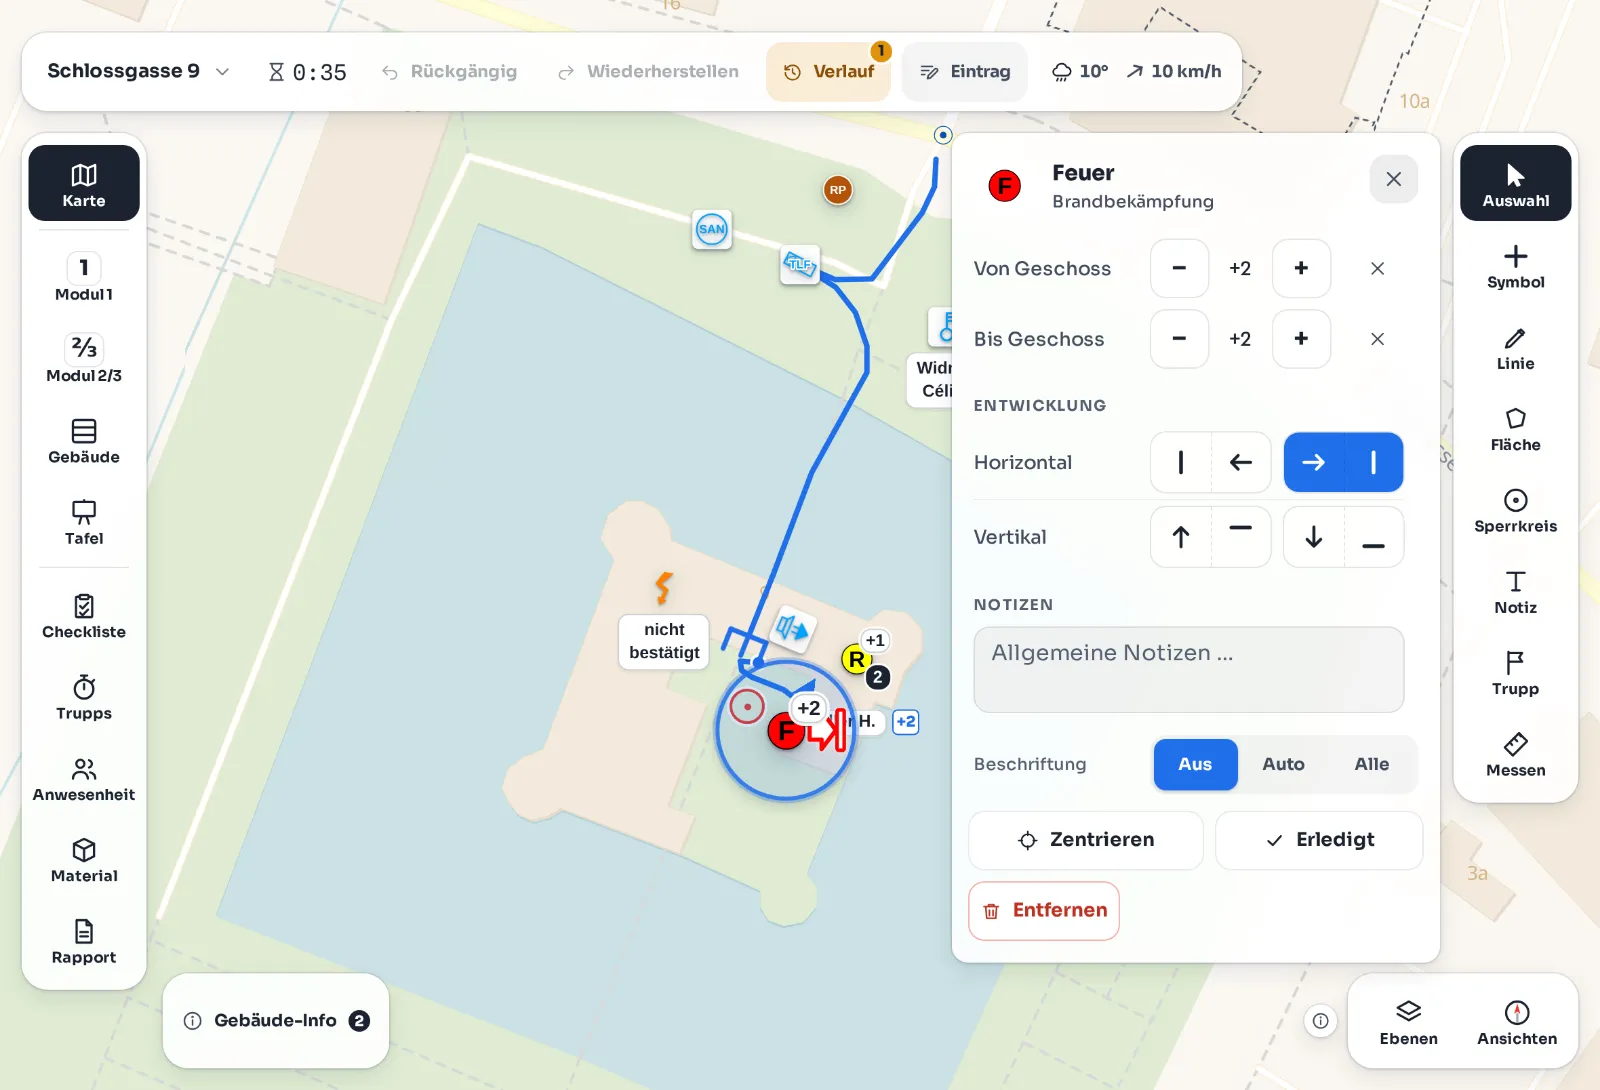 16
Schlossgasse 9
0:35
Rückgängig
Wiederherstellen
Verlauf
1
Eintrag
10°
10 km/h
10a
Karte
1
Modul 1
⅔
Modul 2/3
Gebäude
Tafel
Checkliste
Trupps
Anwesenheit
Material
Rapport
RP
SAN
TLF
Widr
Céli
nicht
bestätigt
+1
R
2
+2
F
H.
+2
F
Feuer
Brandbekämpfung
Von Geschoss
+2
Bis Geschoss
+2
ENTWICKLUNG
Horizontal
Vertikal
NOTIZEN
Allgemeine Notizen ...
Beschriftung
Aus
Auto
Alle
Zentrieren
Erledigt
Entfernen
Auswahl
Symbol
Linie
Fläche
Sperrkreis
Notiz
Trupp
Messen
3a
Gebäude-Info 2
Ebenen
Ansichten